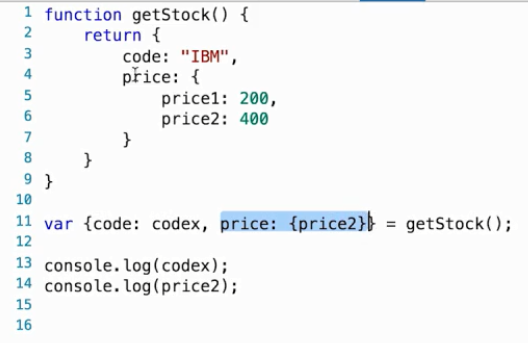 1 function getStock() {
2     return {
3         code: "IBM",
4         price: {
5             price1: 200,
6             price2: 400
7         }
8     }
9 }
10
11 var {code: codex, price: {price2}} = getStock();
12
13 console.log(codex);
14 console.log(price2);
15
16